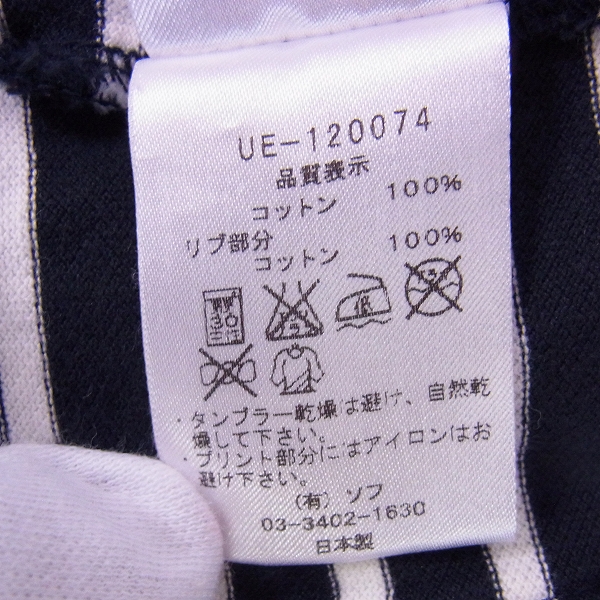 UE-120074
品質表示
コットン 100%
リブ部分
コットン 100%
30 低
・タンブラー乾燥は避け、自然乾
燥して下さい。
・プリント部分にはアイロンはお
避け下さい。
(有) ソフ
03-3402-1630
日本製